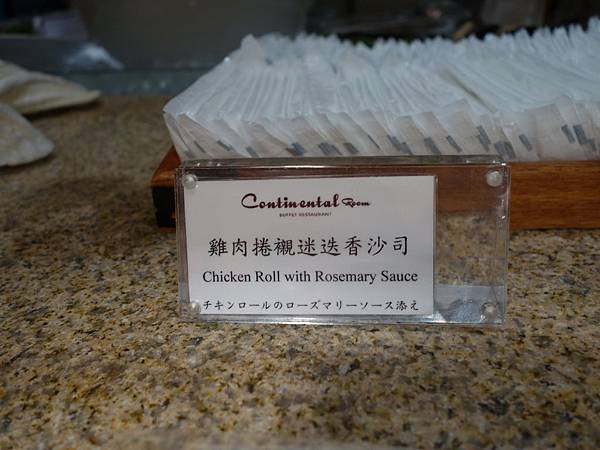 Continental Room
BUFFET RESTAURANT
雞肉捲襯迷迭香沙司
Chicken Roll with Rosemary Sauce
チキンロールのローズマリーソース添え